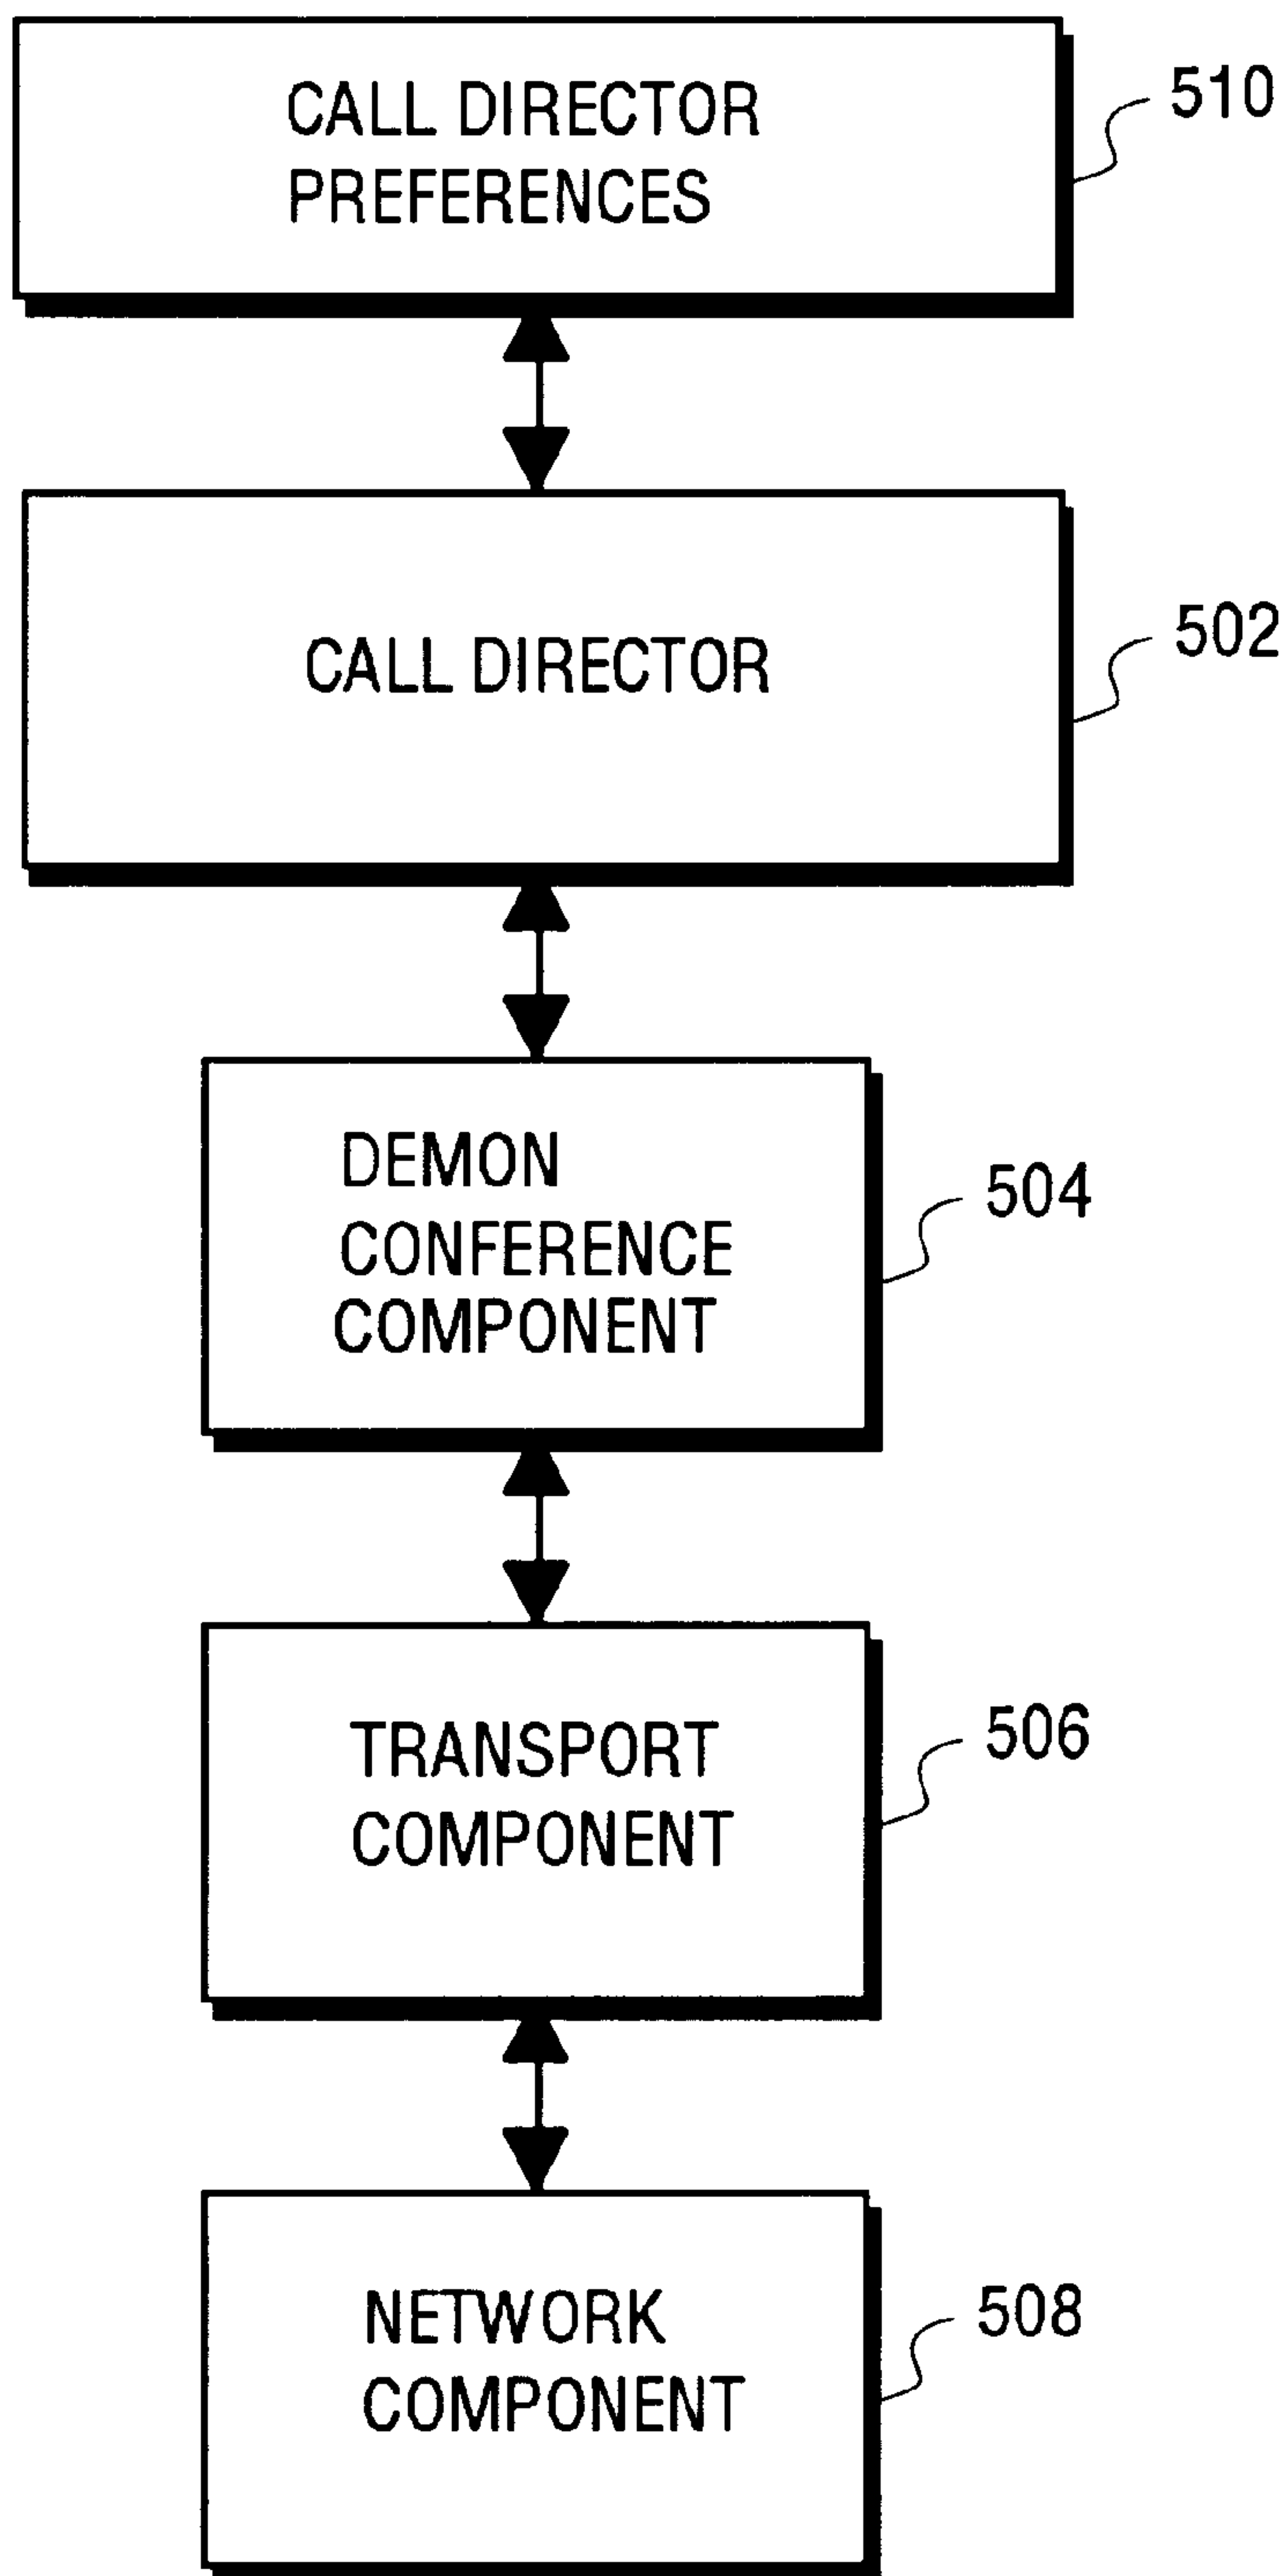 CALL DIRECTOR
PREFERENCES
510
CALL DIRECTOR
502
DEMON
CONFERENCE
COMPONENT
504
TRANSPORT
COMPONENT
506
NETWORK
COMPONENT
508